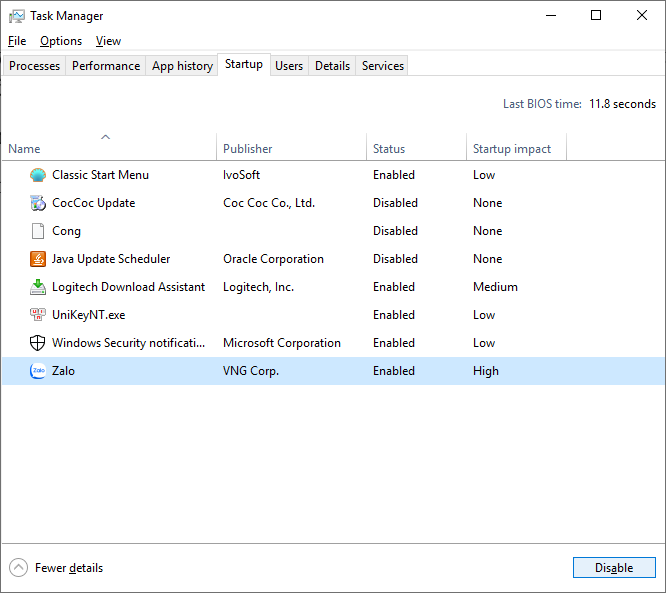 Task Manager
File Options View
Processes Performance App history Startup Users Details Services
Last BIOS time: 11.8 seconds
Name Publisher Status Startup impact
Classic Start Menu IvoSoft Enabled Low
CocCoc Update Coc Coc Co., Ltd. Disabled None
Cong Disabled None
Java Update Scheduler Oracle Corporation Disabled None
Logitech Download Assistant Logitech, Inc. Enabled Medium
UniKeyNT.exe Enabled Low
Windows Security notificati... Microsoft Corporation Enabled Low
Zalo Zalo VNG Corp. Enabled High
Fewer details Disable